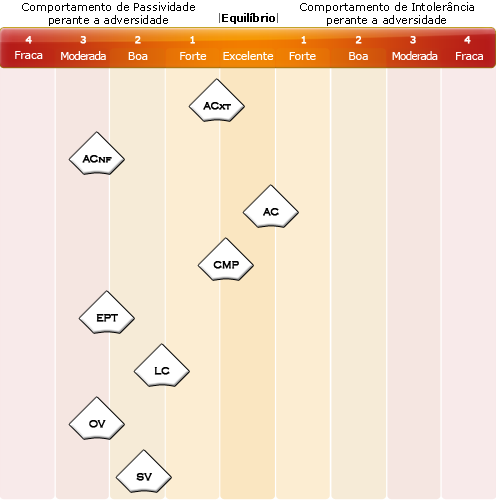 Comportamento de Passividade
perante a adversidade
|Equilíbrio|
Comportamento de Intolerância
perante a adversidade
4 3 2 1 1 2 3 4
Fraca Moderada Boa Forte Excelente Forte Boa Moderada Fraca
ACXT
ACNF
AC
CMP
EPT
LC
OV
SV